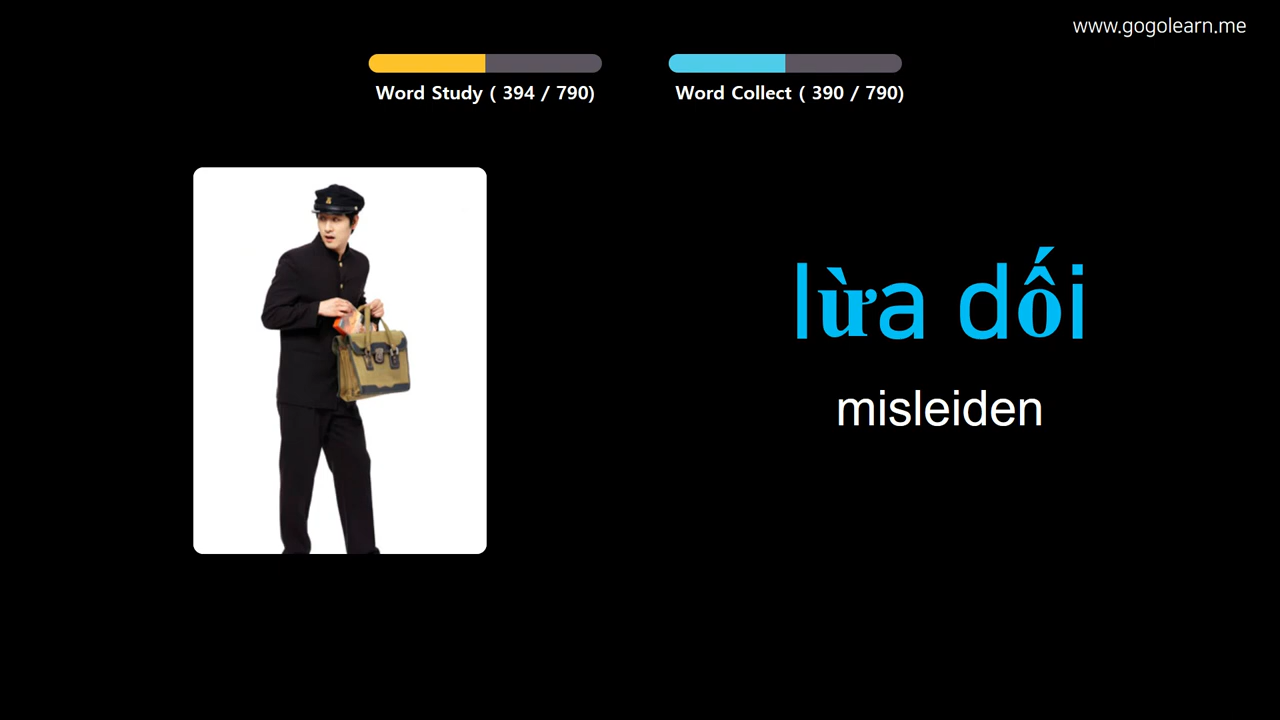 www.gogolearn.me
Word Study ( 394 / 790)
Word Collect ( 390 / 790)
lừa dối
misleiden